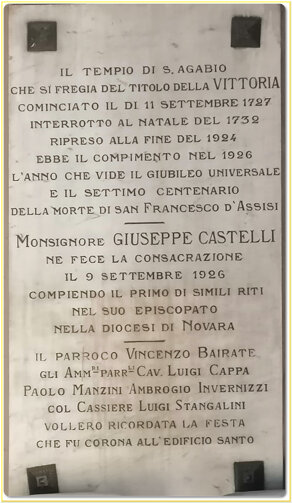 IL TEMPIO DI S. AGABIO
CHE SI FREGIA DEL TITOLO DELLA VITTORIA
COMINCIATO IL DI 11 SETTEMBRE 1727
INTERROTTO AL NATALE DEL 1732
RIPRESO ALLA FINE DEL 1924
EBBE IL COMPIMENTO NEL 1926
L'ANNO CHE VIDE IL GIUBILEO UNIVERSALE
E IL SETTIMO CENTENARIO
DELLA MORTE DI SAN FRANCESCO D'ASSISI
MONSIGNORE GIUSEPPE CASTELLI
NE FECE LA CONSACRAZIONE
IL 9 SETTEMBRE 1926
COMPIENDO IL PRIMO DI SIMILI RITI
NEL SUO EPISCOPATO
NELLA DIOCESI DI NOVARA
IL PARROCO VINCENZO BAIRATE
GLI AMM.RI PARR.LI CAV. LUIGI CAPPA
PAOLO MANZINI AMBROGIO INVERNIZZI
COL CASSIERE LUIGI STANGALINI
VOLLERO RICORDATA LA FESTA
CHE FU CORONA ALL'EDIFICIO SANTO